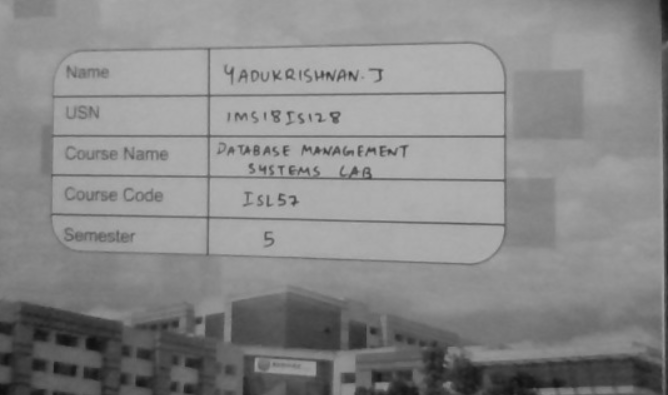 Name YADUKRISHNAN.J
USN 1MS18IS128
Course Name DATABASE MANAGEMENT
SYSTEMS LAB
Course Code ISL57
Semester 5